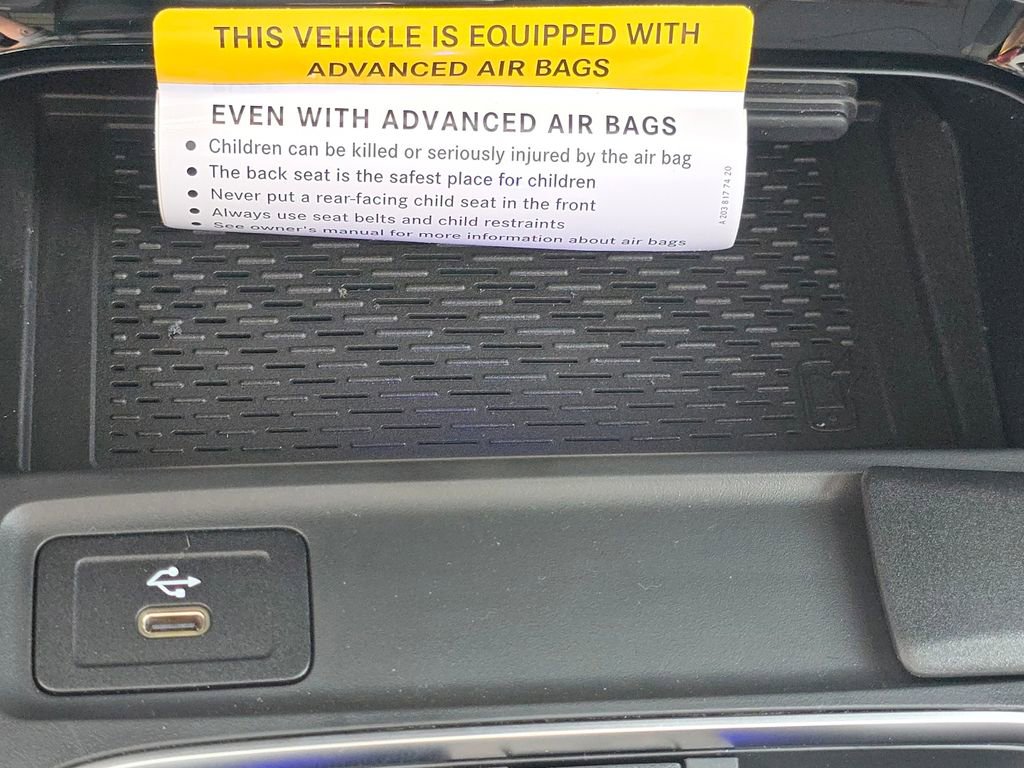 THIS VEHICLE IS EQUIPPED WITH
ADVANCED AIR BAGS
EVEN WITH ADVANCED AIR BAGS
• Children can be killed or seriously injured by the air bag
• The back seat is the safest place for children
• Never put a rear-facing child seat in the front
• Always use seat belts and child restraints
• See owner's manual for more information about air bags
A 203 817 74 20